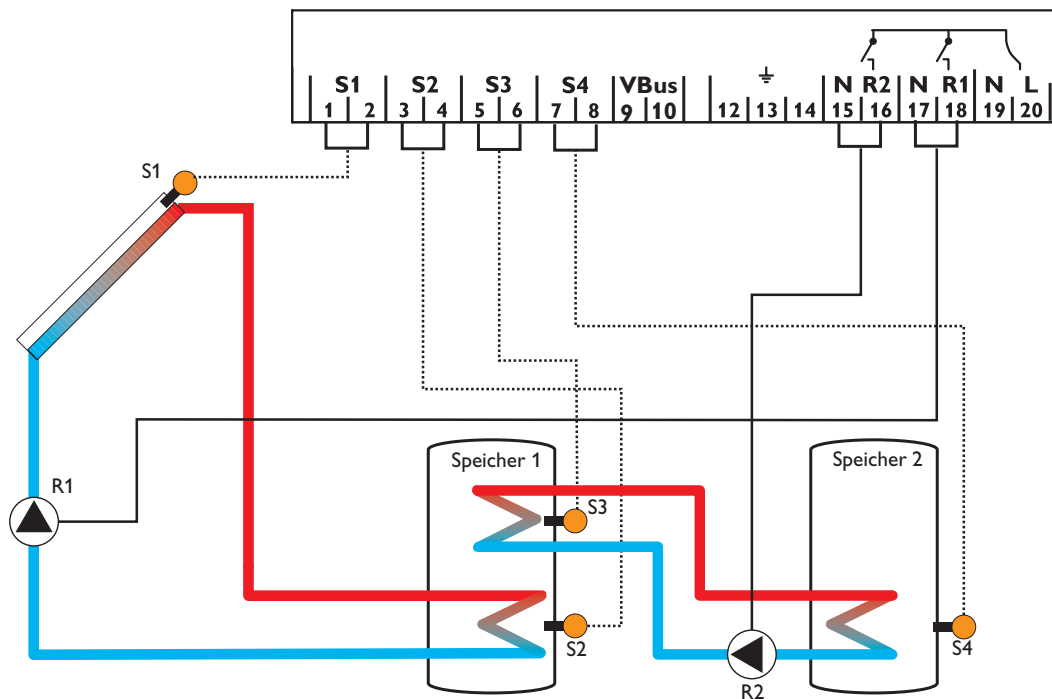 S1 S2 S3 S4 VBus N R2 N R1 N L
1 2 3 4 5 6 7 8 9 10 12 13 14 15 16 17 18 19 20
S1
Speicher 1
Speicher 2
R1
S3
S2
S4
R2